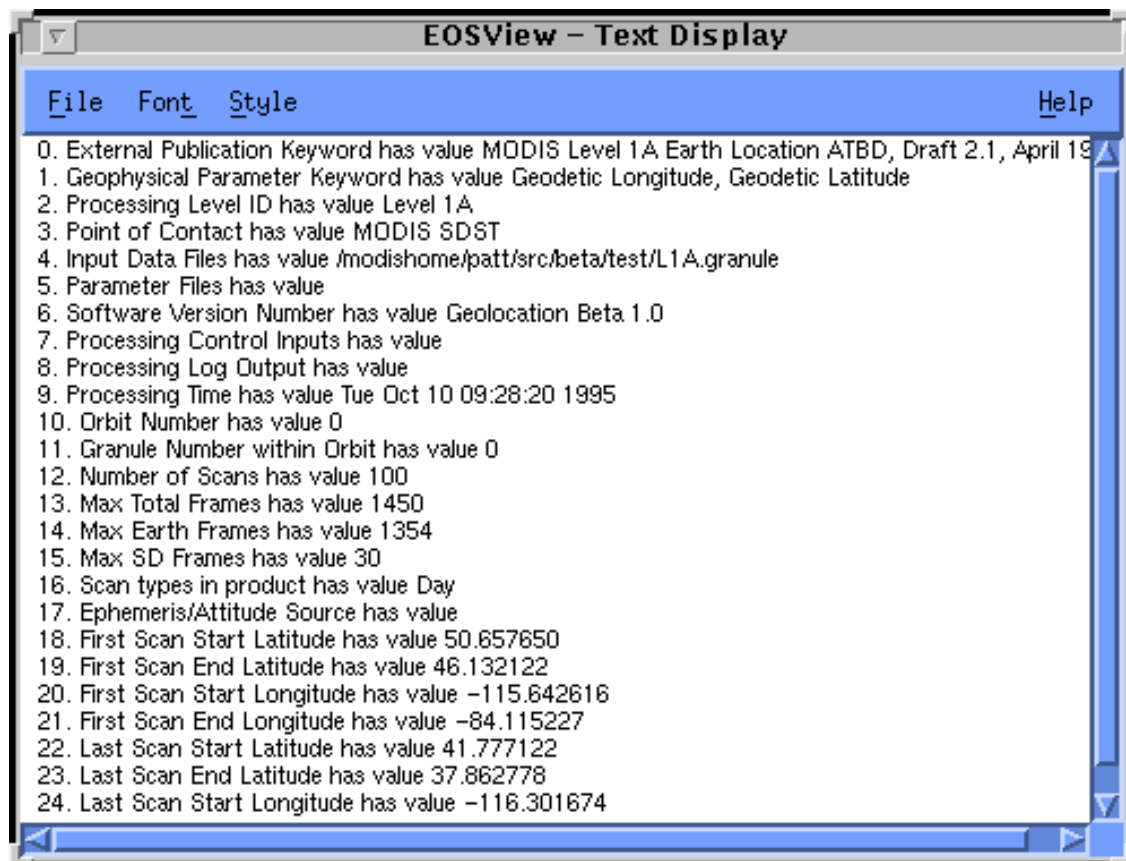 EOSView – Text Display
File Font Style Help
0. External Publication Keyword has value MODIS Level 1A Earth Location ATBD, Draft 2.1, April 19
1. Geophysical Parameter Keyword has value Geodetic Longitude, Geodetic Latitude
2. Processing Level ID has value Level 1A
3. Point of Contact has value MODIS SDST
4. Input Data Files has value /modishome/patt/src/beta/test/L1A.granule
5. Parameter Files has value
6. Software Version Number has value Geolocation Beta 1.0
7. Processing Control Inputs has value
8. Processing Log Output has value
9. Processing Time has value Tue Oct 10 09:28:20 1995
10. Orbit Number has value 0
11. Granule Number within Orbit has value 0
12. Number of Scans has value 100
13. Max Total Frames has value 1450
14. Max Earth Frames has value 1354
15. Max SD Frames has value 30
16. Scan types in product has value Day
17. Ephemeris/Attitude Source has value
18. First Scan Start Latitude has value 50.657650
19. First Scan End Latitude has value 46.132122
20. First Scan Start Longitude has value –115.642616
21. First Scan End Longitude has value –84.115227
22. Last Scan Start Latitude has value 41.777122
23. Last Scan End Latitude has value 37.862778
24. Last Scan Start Longitude has value –116.301674